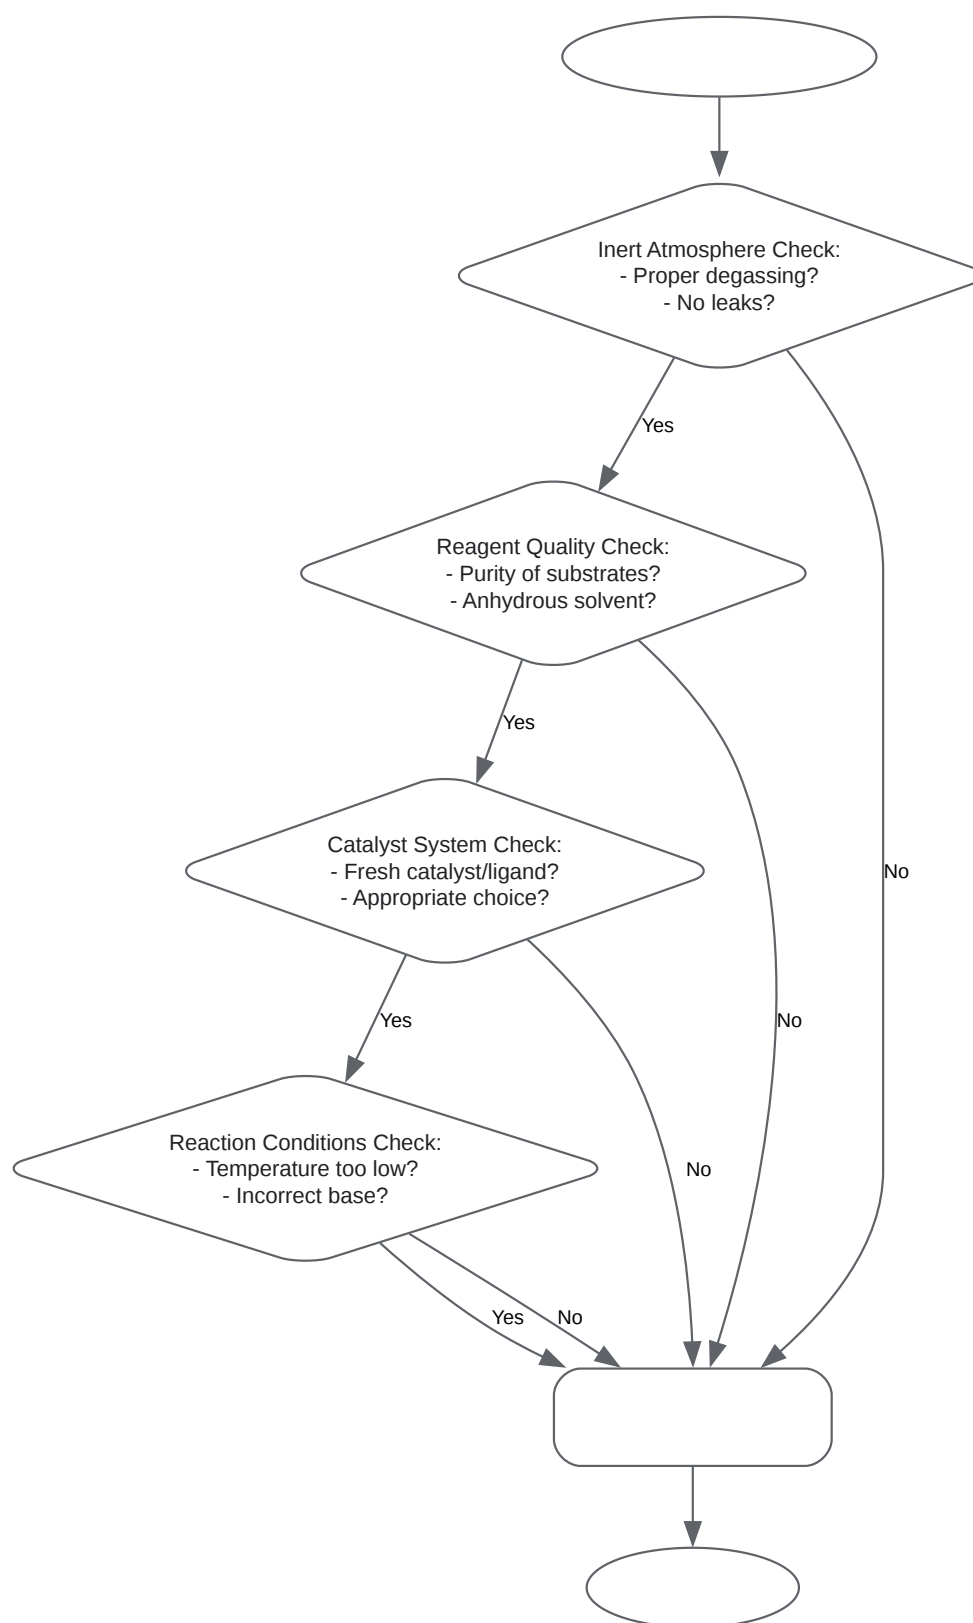 Inert Atmosphere Check:
- Proper degassing?
- No leaks?
Yes
Reagent Quality Check:
- Purity of substrates?
- Anhydrous solvent?
Yes
Catalyst System Check:
- Fresh catalyst/ligand?
- Appropriate choice?
No
Yes
No
Reaction Conditions Check:
- Temperature too low?
- Incorrect base?
No
Yes
No